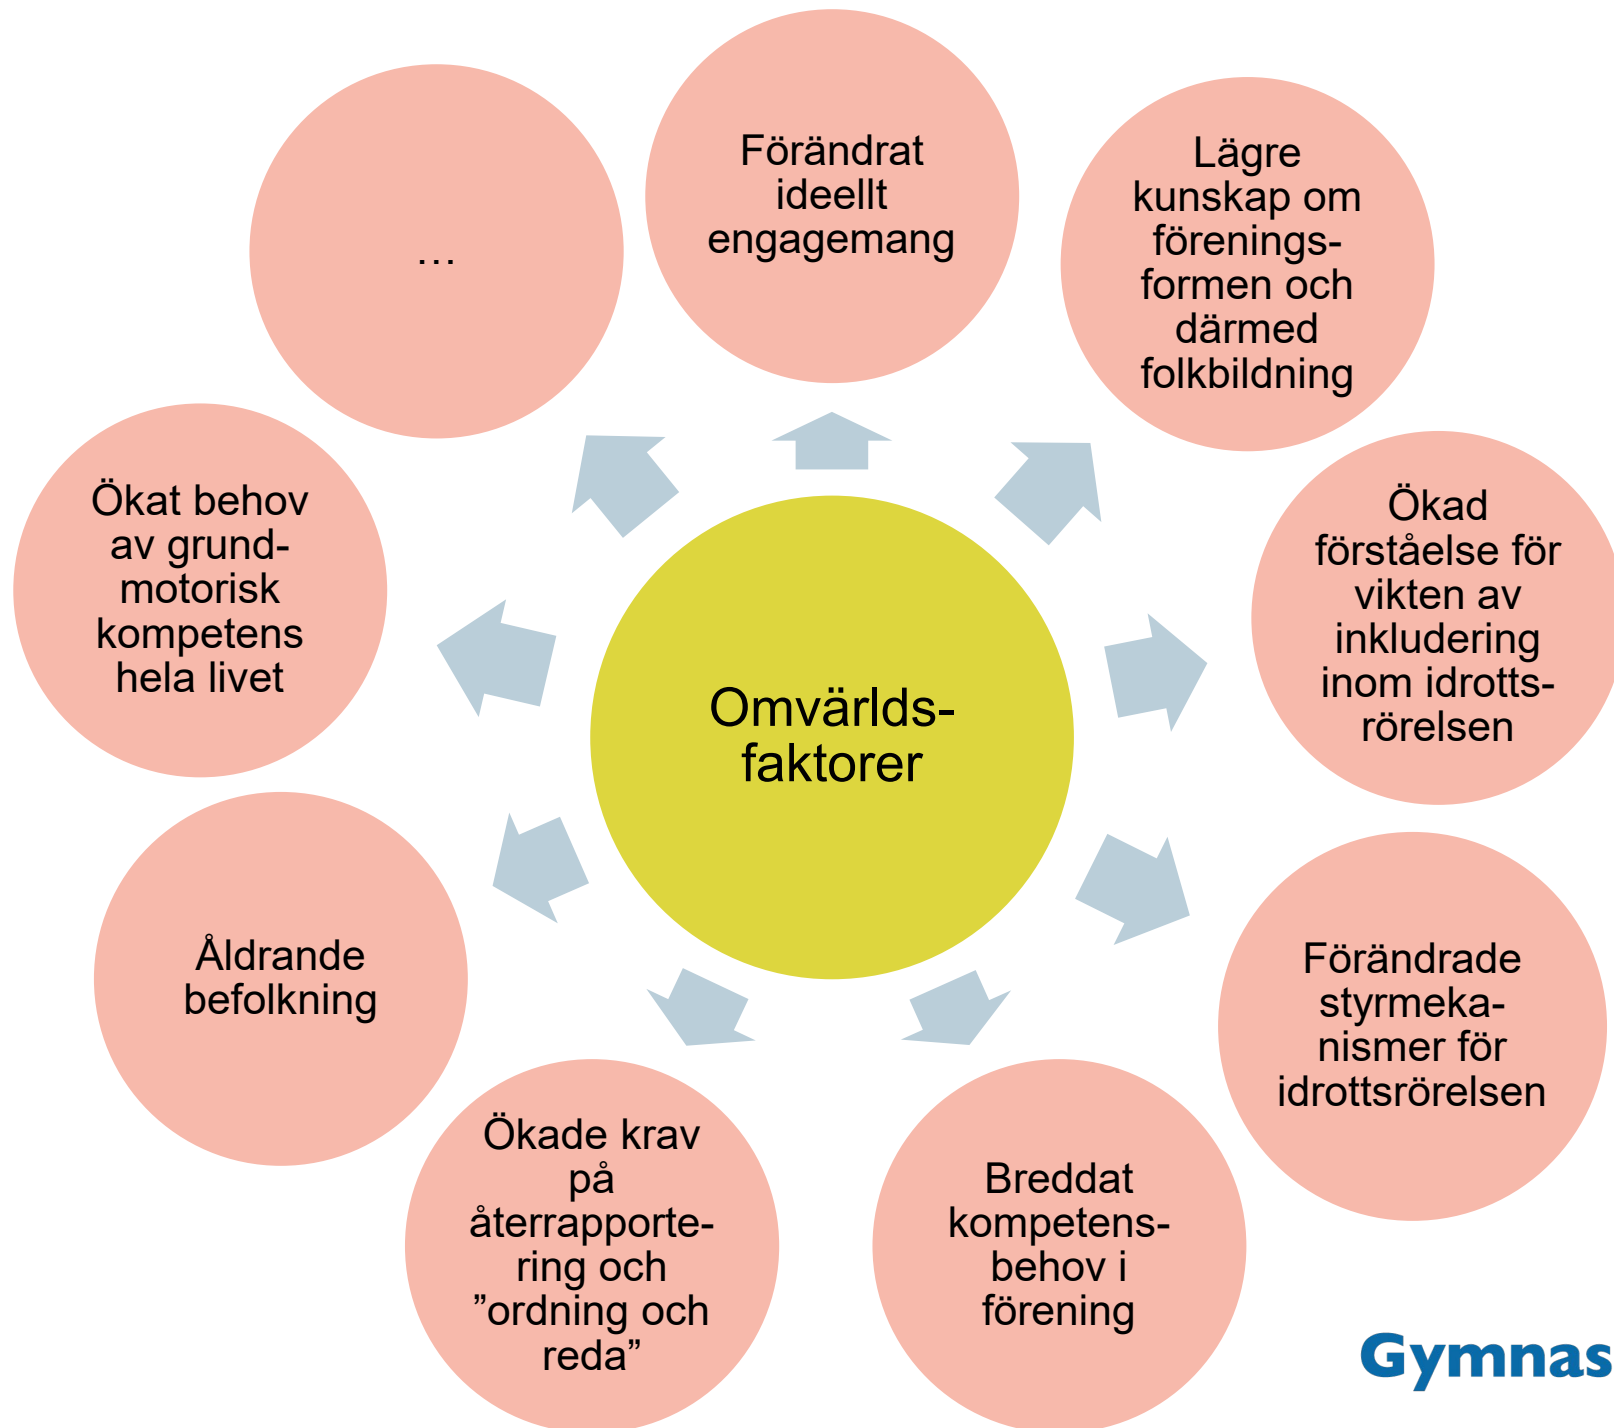 Förändrat
ideellt
engagemang
Lägre
kunskap om
förenings-
formen och
därmed
folkbildning
Ökad
förståelse för
vikten av
inkludering
inom idrotts-
rörelsen
Förändrade
styrmeka-
nismer för
idrottsrörelsen
Breddat
kompetens-
behov i
förening
Ökade krav
på
återrapporte-
ring och
”ordning och
reda”
Åldrande
befolkning
Ökat behov
av grund-
motorisk
kompetens
hela livet
…
Omvärlds-
faktorer
Gymnas